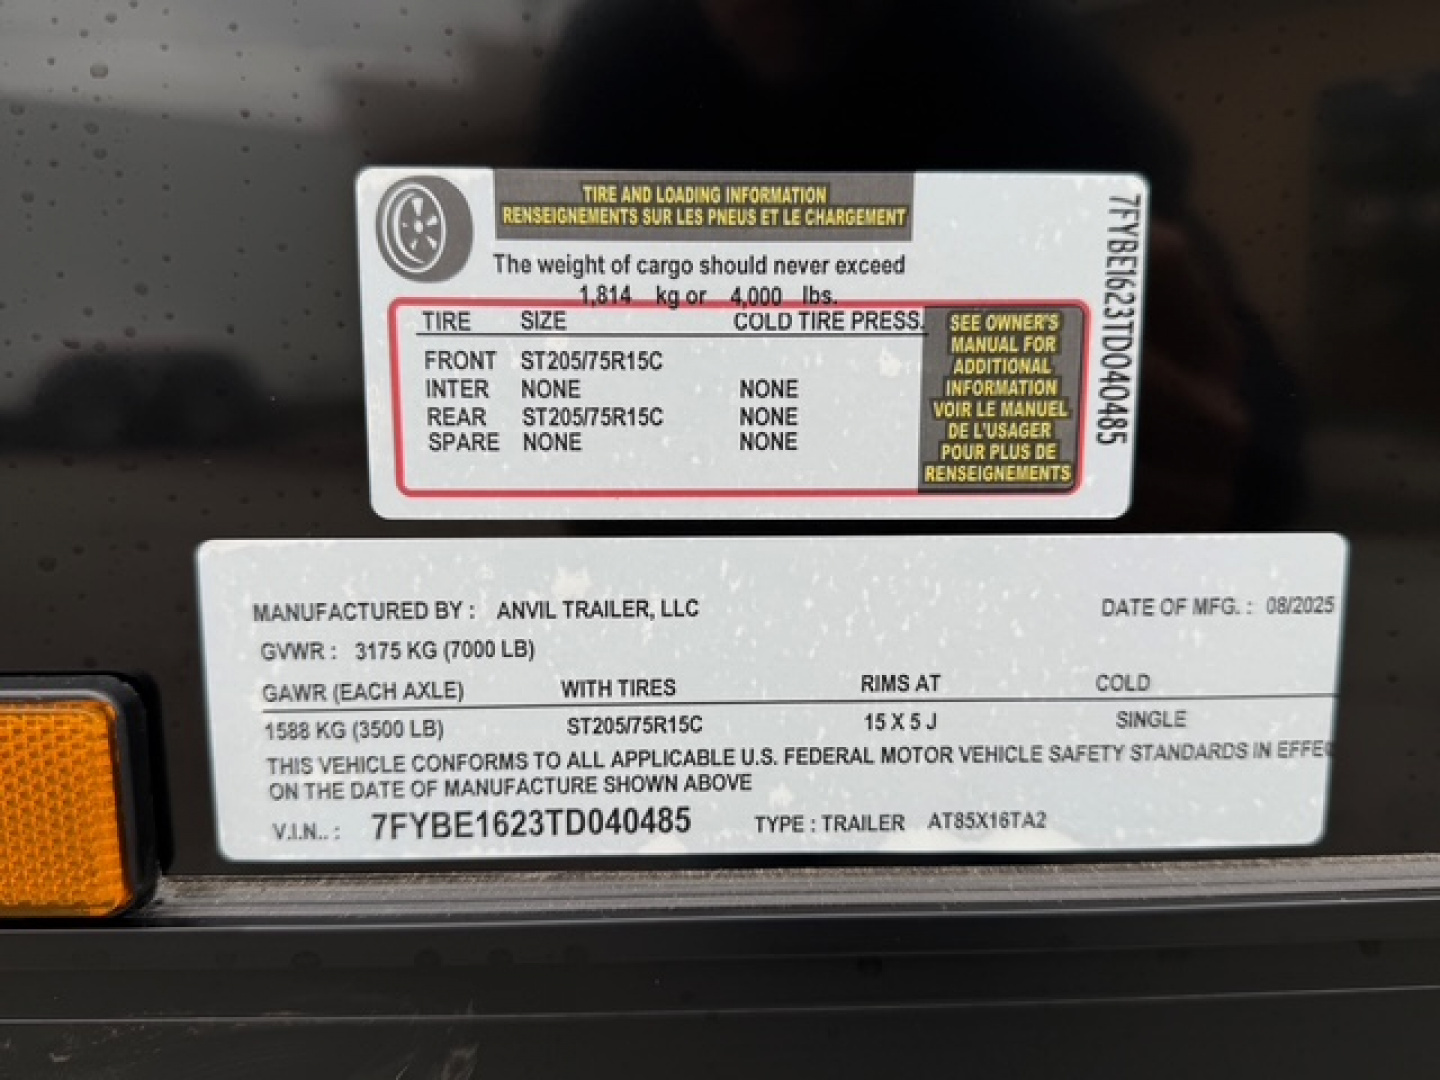 TIRE AND LOADING INFORMATION
RENSEIGNEMENTS SUR LES PNEUS ET LE CHARGEMENT
The weight of cargo should never exceed
1,814 kg or 4,000 lbs.
TIRE SIZE COLD TIRE PRESS.
FRONT ST205/75R15C
INTER NONE NONE
REAR ST205/75R15C NONE
SPARE NONE NONE
SEE OWNER'S
MANUAL FOR
ADDITIONAL
INFORMATION
VOIR LE MANUEL
DE L'USAGER
POUR PLUS DE
RENSEIGNEMENTS
7FYBE1623TD040485
MANUFACTURED BY : ANVIL TRAILER, LLC DATE OF MFG. : 08/2025
GVWR : 3175 KG (7000 LB)
GAWR (EACH AXLE) WITH TIRES RIMS AT COLD
1588 KG (3500 LB) ST205/75R15C 15 X 5 J SINGLE
THIS VEHICLE CONFORMS TO ALL APPLICABLE U.S. FEDERAL MOTOR VEHICLE SAFETY STANDARDS IN EFFEC
ON THE DATE OF MANUFACTURE SHOWN ABOVE
V.I.N.. : 7FYBE1623TD040485 TYPE : TRAILER AT85X16TA2